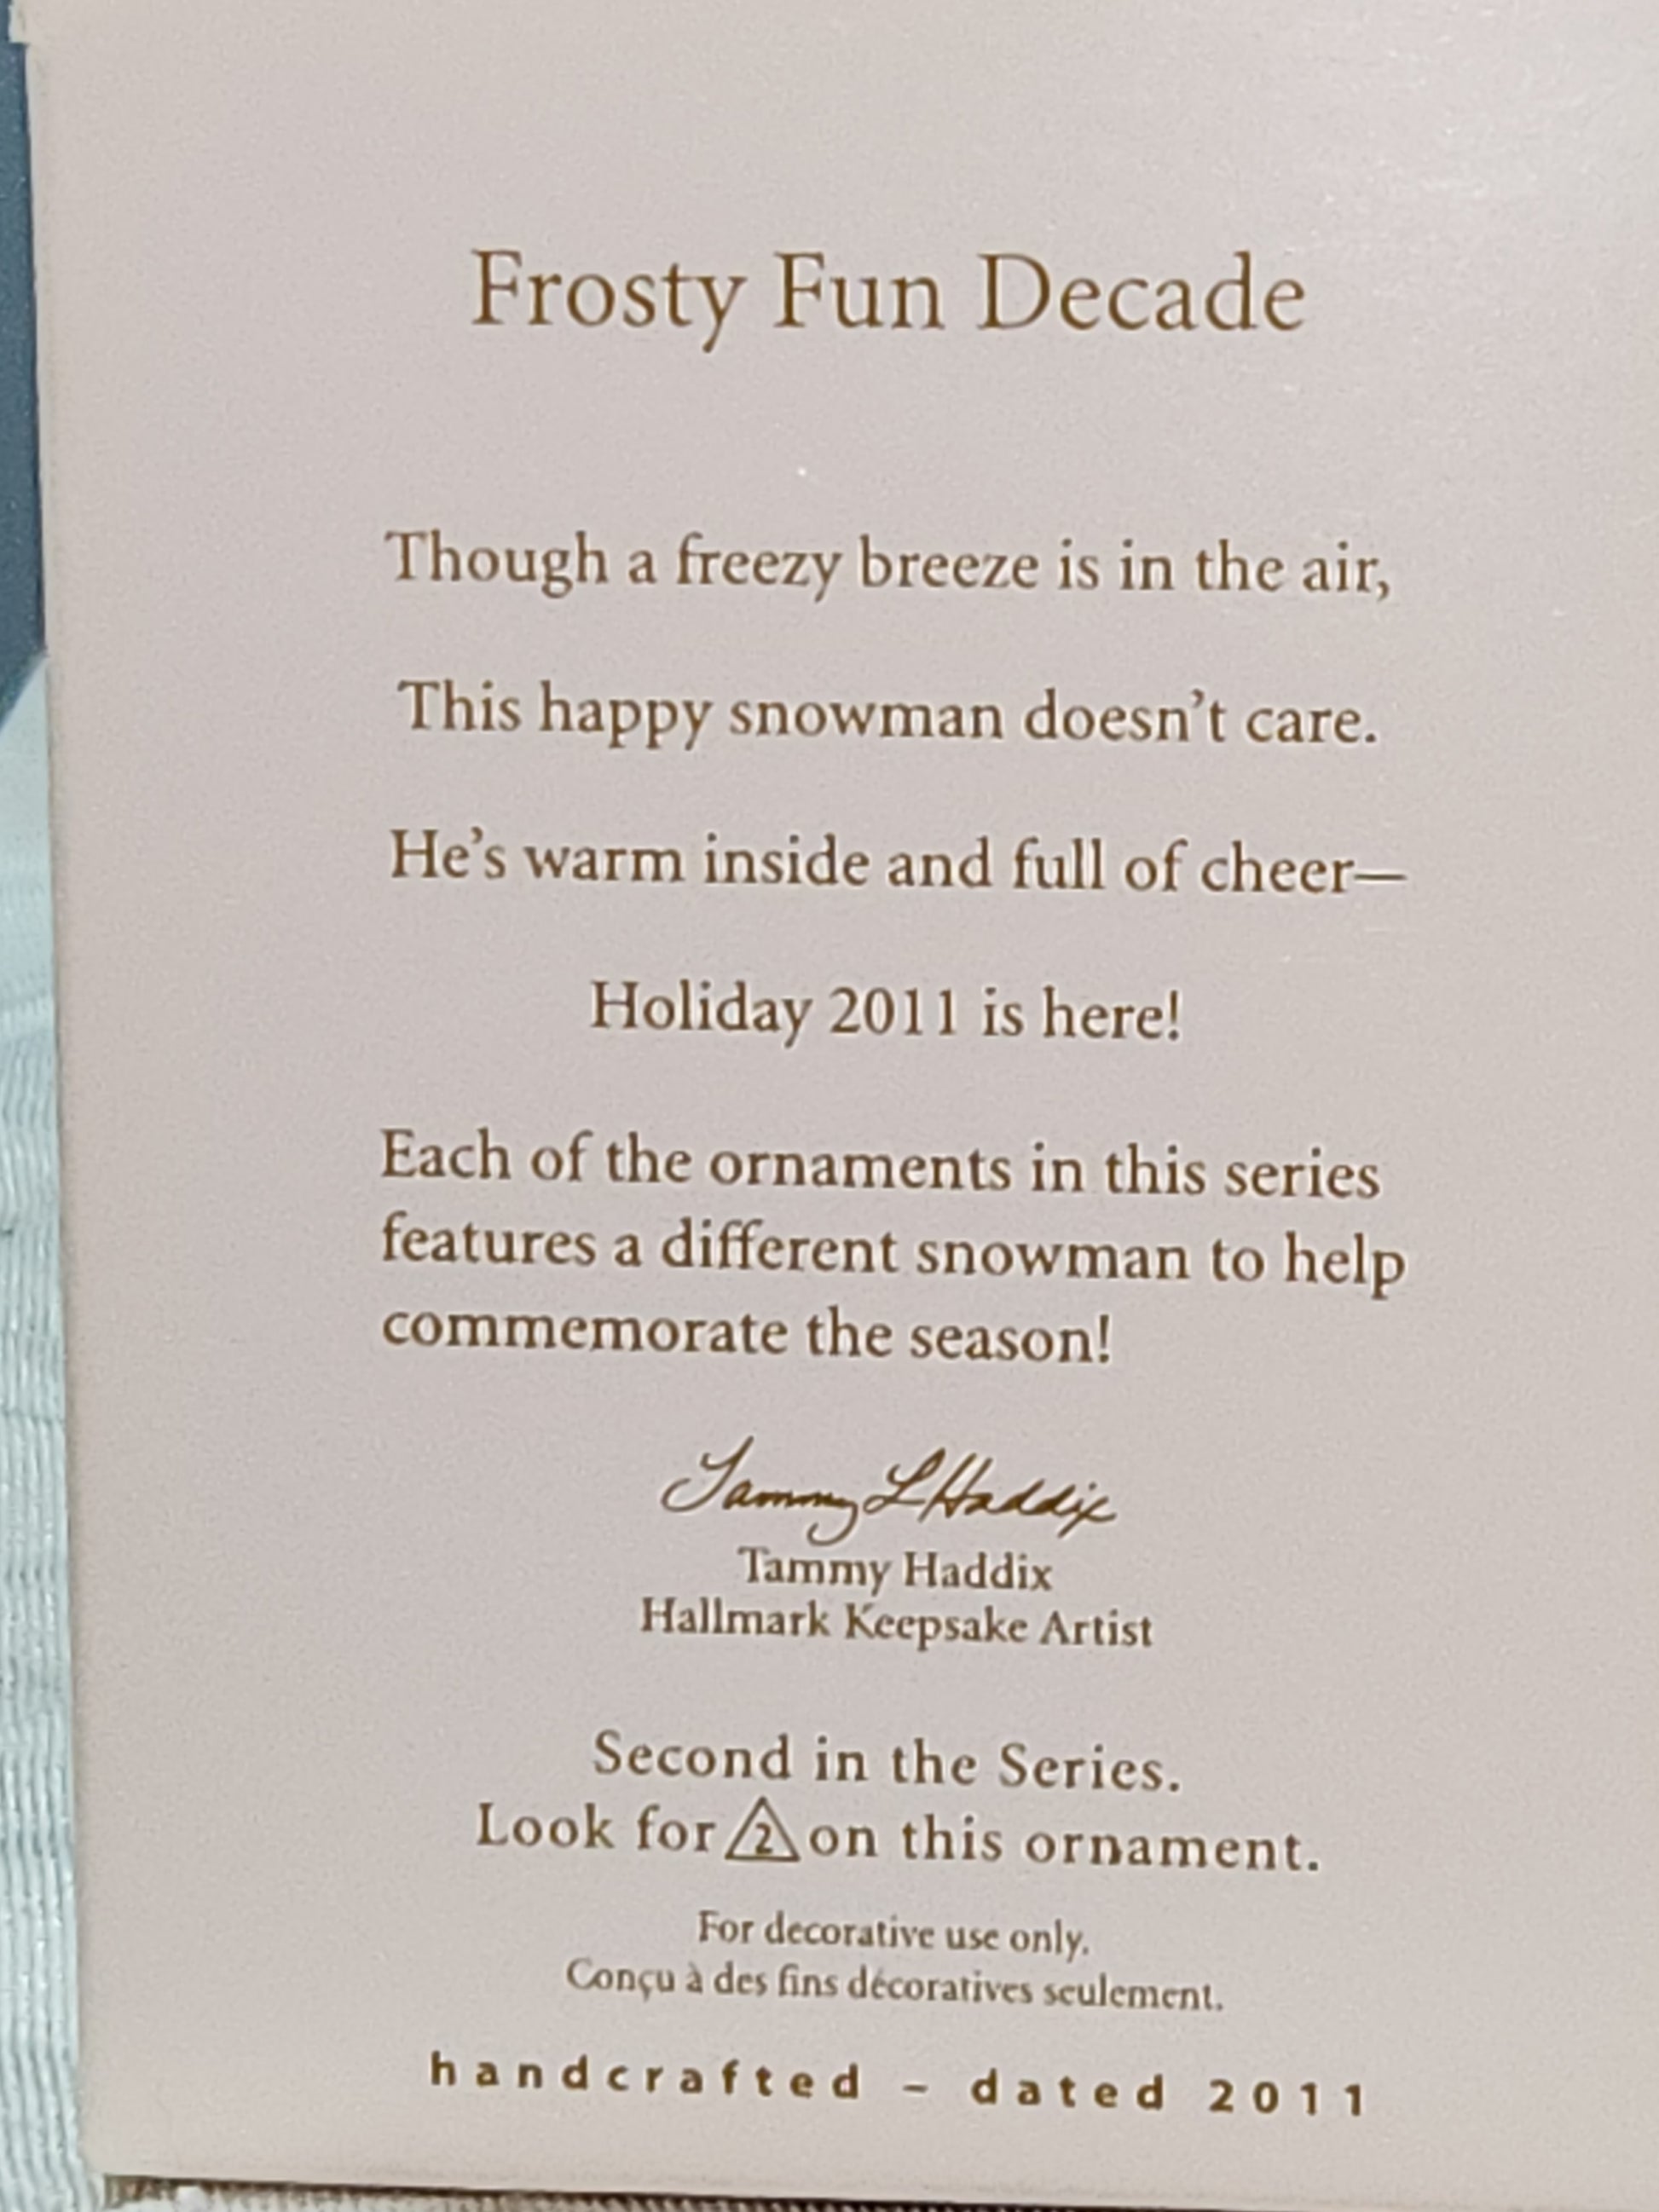 Frosty Fun Decade
Though a freezy breeze is in the air,
This happy snowman doesn’t care.
He’s warm inside and full of cheer—
Holiday 2011 is here!
Each of the ornaments in this series
features a different snowman to help
commemorate the season!
Tammy L Haddix
Tammy Haddix
Hallmark Keepsake Artist
Second in the Series.
Look for 2 on this ornament.
For decorative use only.
Conçu à des fins décoratives seulement.
handcrafted – dated 2011